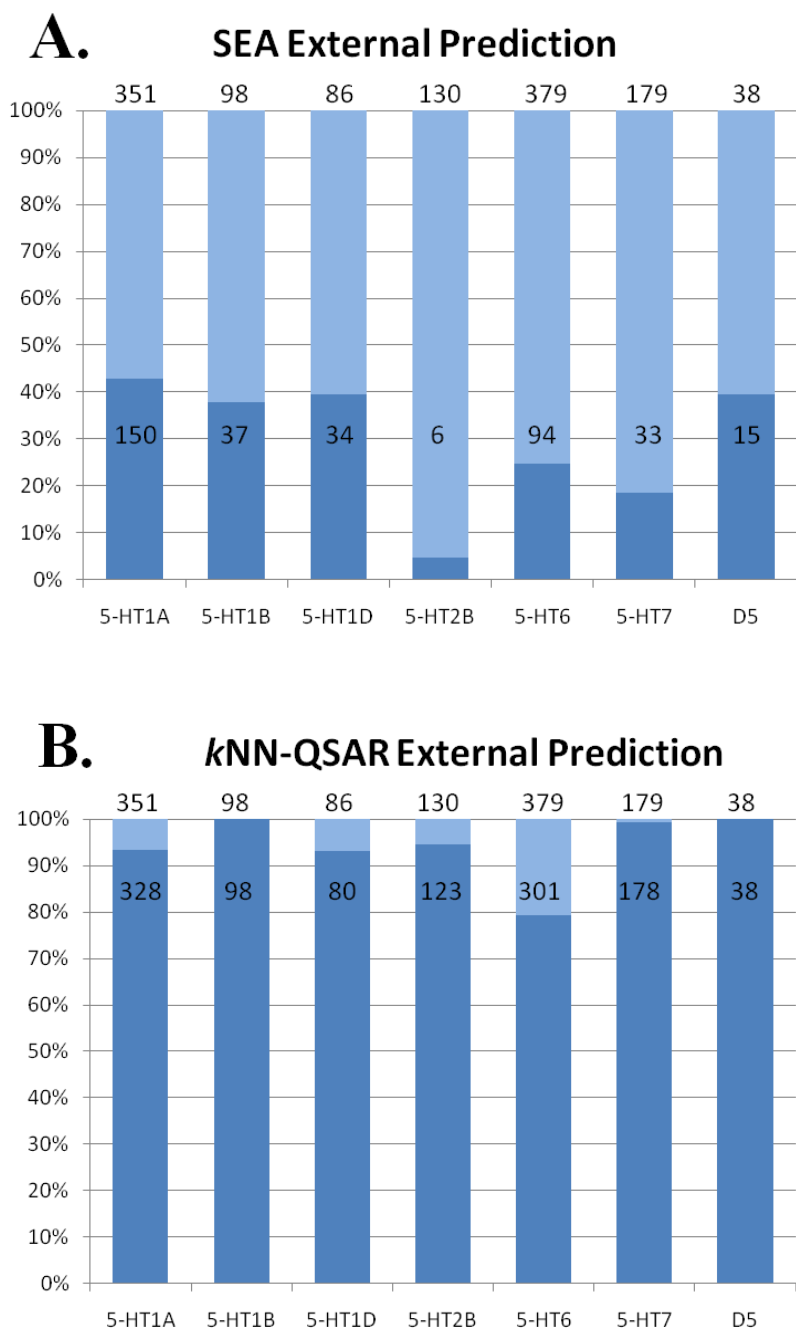 A. SEA External Prediction
351 98 86 130 379 179 38
100%
90%
80%
70%
60%
50%
40%
30%
20%
10%
0%
150 37 34 6 94 33 15
5-HT1A 5-HT1B 5-HT1D 5-HT2B 5-HT6 5-HT7 D5
B. kNN-QSAR External Prediction
351 98 86 130 379 179 38
100%
90%
80%
70%
60%
50%
40%
30%
20%
10%
0%
328 98 80 123 301 178 38
5-HT1A 5-HT1B 5-HT1D 5-HT2B 5-HT6 5-HT7 D5